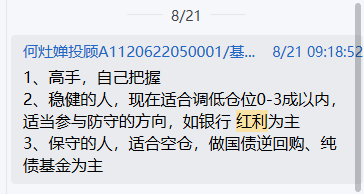 8/21
何灶婵投顾A1120622050001/基... 8/21 09:18:52
1、高手，自己把握
2、稳健的人，现在适合调低仓位0-3成以内，
适当参与防守的方向，如银行 红利为主
3、保守的人，适合空仓，做国债逆回购、纯
债基金为主